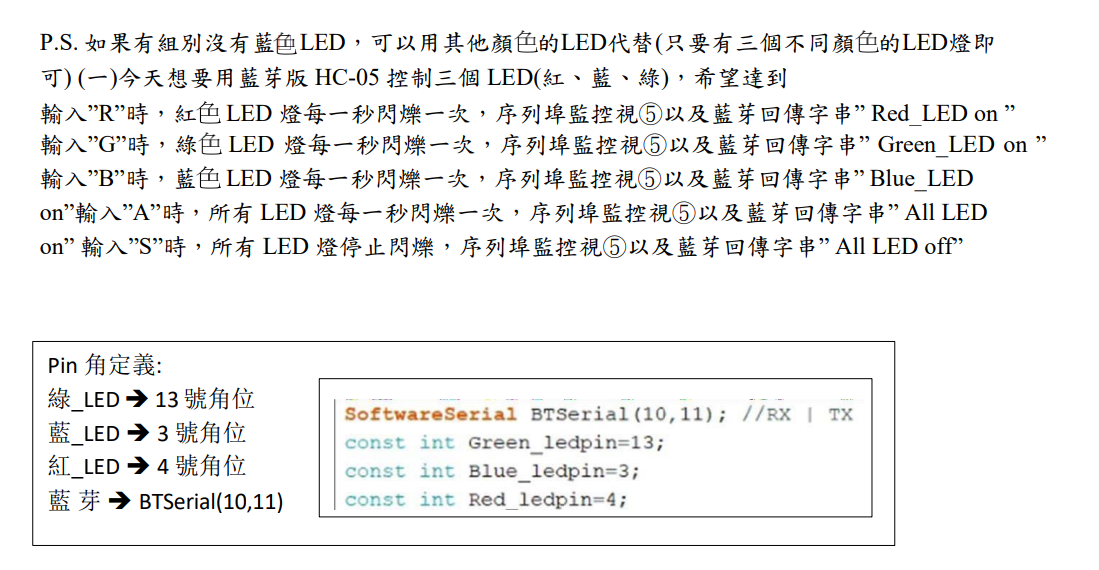 P.S. 如果有組別沒有藍色LED，可以用其他顏色的LED代替(只要有三個不同顏色的LED燈即
可) (一)今天想要用藍芽版 HC-05 控制三個 LED(紅、藍、綠)，希望達到
輸入”R”時，紅色 LED 燈每一秒閃爍一次，序列埠監控視⑤以及藍芽回傳字串” Red_LED on ”
輸入”G”時，綠色 LED 燈每一秒閃爍一次，序列埠監控視⑤以及藍芽回傳字串” Green_LED on ”
輸入”B”時，藍色 LED 燈每一秒閃爍一次，序列埠監控視⑤以及藍芽回傳字串” Blue_LED
on”輸入”A”時，所有 LED 燈每一秒閃爍一次，序列埠監控視⑤以及藍芽回傳字串” All LED
on” 輸入”S”時，所有 LED 燈停止閃爍，序列埠監控視⑤以及藍芽回傳字串” All LED off”
Pin 角定義:
綠_LED ➔ 13 號角位
藍_LED ➔ 3 號角位
紅_LED ➔ 4 號角位
藍 芽 ➔ BTSerial(10,11)
SoftwareSerial BTSerial(10,11); //RX | TX
const int Green_ledpin=13;
const int Blue_ledpin=3;
const int Red_ledpin=4;